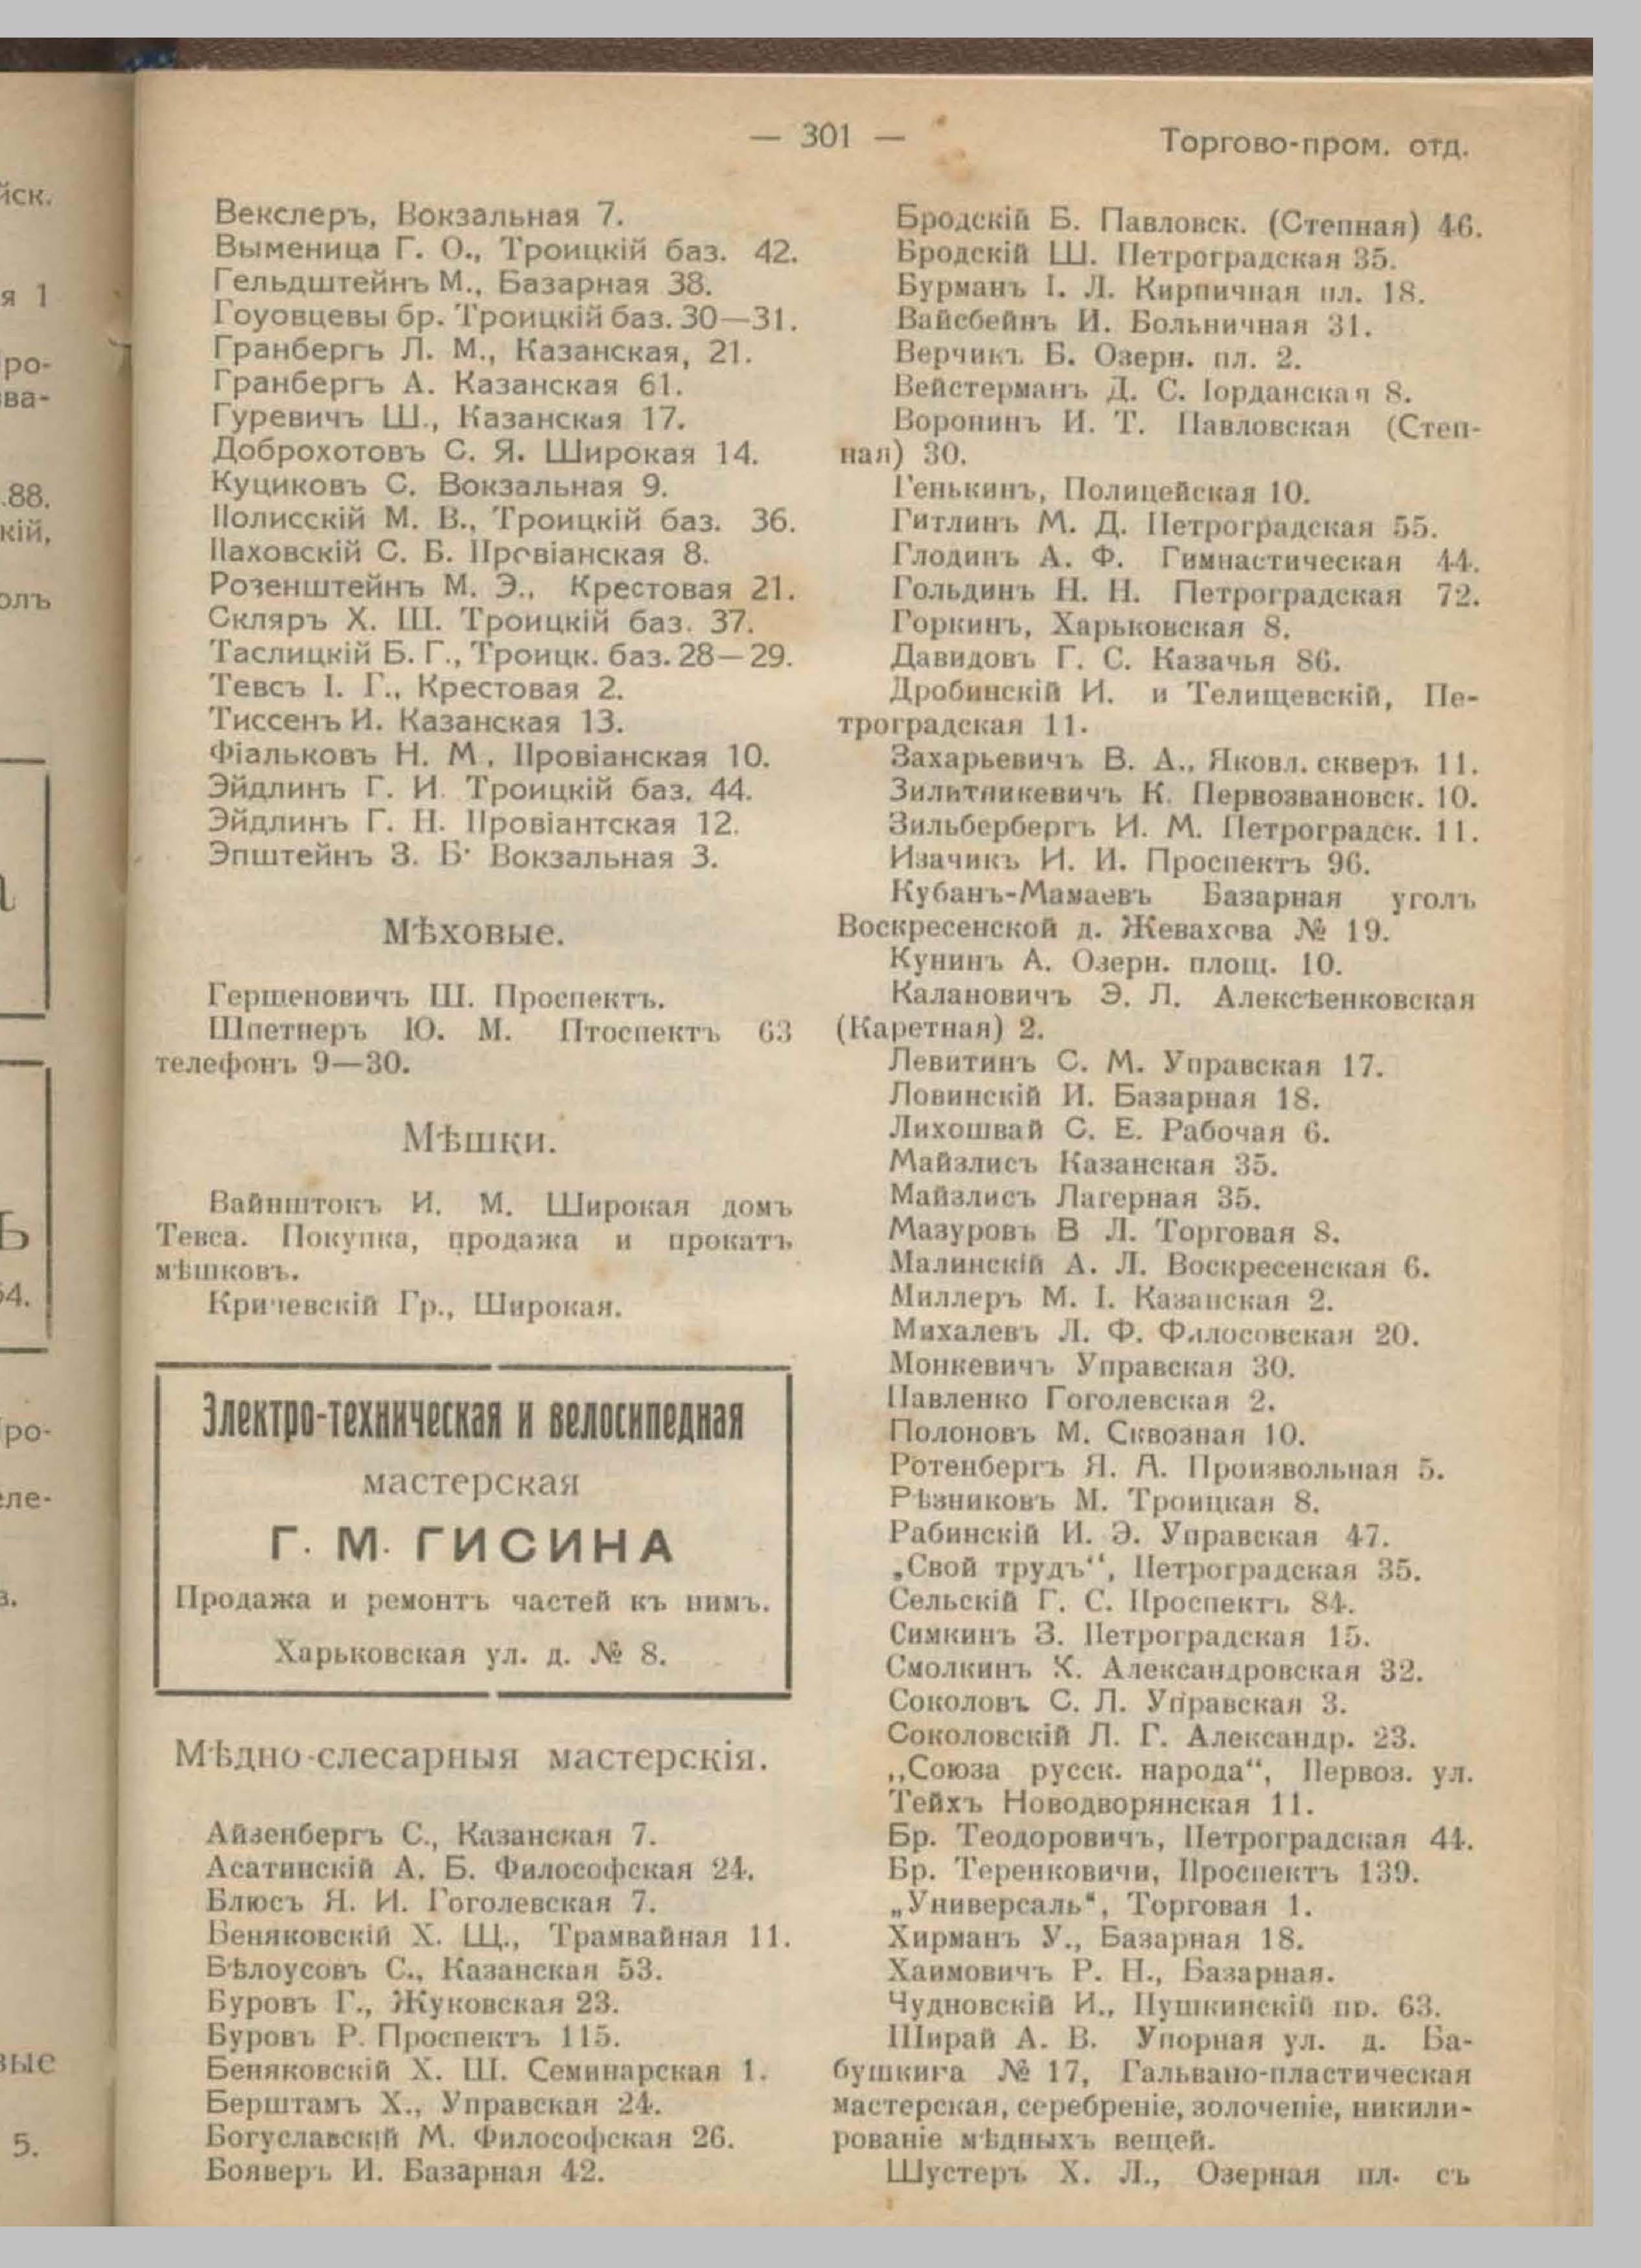 — 301 —
Торгово-пром. отд.
Векслеръ, Вокзальная 7.
Выменица Г. О., Троицкій баз. 42.
Гельдштейнъ М., Базарная 38.
Гоуовцевы бр. Троицкій баз. 30—31.
Гранбергъ Л. М., Казанская, 21.
Гранбергъ А. Казанская 61.
Гуревичъ Ш., Казанская 17.
Доброхотовъ С. Я. Широкая 14.
Куциковъ С. Вокзальная 9.
Полисскій М. В., Троицкій баз. 36.
Паховскій С. Б. Провіанская 8.
Розенштейнъ М. Э., Крестовая 21.
Скляръ Х. Ш. Троицкій баз. 37.
Таслицкій Б. Г., Троицк. баз. 28—29.
Тевсъ І. Г., Крестовая 2.
Тиссенъ И. Казанская 13.
Фіальковъ Н. М., Провіанская 10.
Эйдлинъ Г. И. Троицкій баз. 44.
Эйдлинъ Г. Н. Провіантская 12.
Эпштейнъ З. Б. Вокзальная 3.
Мѣховые.
Гершеновичъ Ш. Проспектъ.
Шпетнеръ Ю. М. Птоспектъ 63
телефонъ 9—30.
Мѣшки.
Вайнштокъ И. М. Широкая домъ
Тевса. Покупка, продажа и прокатъ
мѣшковъ.
Кричевскій Гр., Широкая.
Электро-техническая и велосипедная
мастерская
Г. М. ГИСИНА
Продажа и ремонтъ частей къ нимъ.
Харьковская ул. д. № 8.
Мѣдно-слесарныя мастерскія.
Айзенбергъ С., Казанская 7.
Асатинскій А. Б. Философская 24.
Блюсъ Я. И. Гоголевская 7.
Беняковскій Х. Щ., Трамвайная 11.
Бѣлоусовъ С., Казанская 53.
Буровъ Г., Жуковская 23.
Буровъ Р. Проспектъ 115.
Беняковскій Х. Ш. Семинарская 1.
Берштамъ Х., Управская 24.
Богуславскій М. Философская 26.
Бояверъ И. Базарная 42.
Бродскій Б. Павловск. (Степная) 46.
Бродскій Ш. Петроградская 35.
Бурманъ І. Л. Кирпичная пл. 18.
Вайсбейнъ И. Больничная 31.
Верчикъ Б. Озерн. пл. 2.
Вейстерманъ Д. С. Іорданская 8.
Воронинъ И. Т. Павловская (Степ-
ная) 30.
Генькинъ, Полицейская 10.
Гитлинъ М. Д. Петроградская 55.
Глодинъ А. Ф. Гимнастическая 44.
Гольдинъ Н. Н. Петроградская 72.
Горкинъ, Харьковская 8.
Давидовъ Г. С. Казачья 86.
Дробинскій И. и Телищевскій, Пе-
троградская 11.
Захарьевичъ В. А., Яковл. скверъ 11.
Зилитникевичъ К. Первозвановск. 10.
Зильбербергъ И. М. Петроградск. 11.
Изачикъ И. И. Проспектъ 96.
Кубанъ-Мамаевъ Базарная уголъ
Воскресенской д. Жевахова № 19.
Кунинъ А. Озерн. площ. 10.
Каланович​ъ Э. Л. Алексѣенковская
(Каретная) 2.
Левитинъ С. М. Управская 17.
Ловинскій И. Базарная 18.
Лихошвай С. Е. Рабочая 6.
Майзлисъ Казанская 35.
Майзлисъ Лагерная 35.
Мазуровъ В Л. Торговая 8.
Малинскій А. Л. Воскресенская 6.
Миллеръ М. І. Казанская 2.
Михалевъ Л. Ф. Филосовская 20.
Монкевичъ Управская 30.
Павленко Гоголевская 2.
Полоновъ М. Сквозная 10.
Ротенбергъ Я. А. Произвольная 5.
Рѣзниковъ М. Троицкая 8.
Рабинскій И. Э. Управская 47.
„Свой трудъ“, Петроградская 35.
Сельскій Г. С. Проспектъ 84.
Симкинъ З. Петроградская 15.
Смолкинъ Х. Александровская 32.
Соколовъ С. Л. Управская 3.
Соколовскій Л. Г. Александр. 23.
„Союза русск. народа“, Первоз. ул.
Тейхъ Новодворянская 11.
Бр. Теодоровичъ, Петроградская 44.
Бр. Теренковичи, Проспектъ 139.
„Универсаль“, Торговая 1.
Хирманъ У., Базарная 18.
Хаимовичъ Р. Н., Базарная.
Чудновскій И., Пушкинскій пр. 63.
Ширай А. В. Упорная ул. д. Ба-
бушкига № 17, Гальвано-пластическая
мастерская, серебреніе, золоченіе, никили-
рованіе мѣдныхъ вещей.
Шустеръ Х. Л., Озерная пл. съ